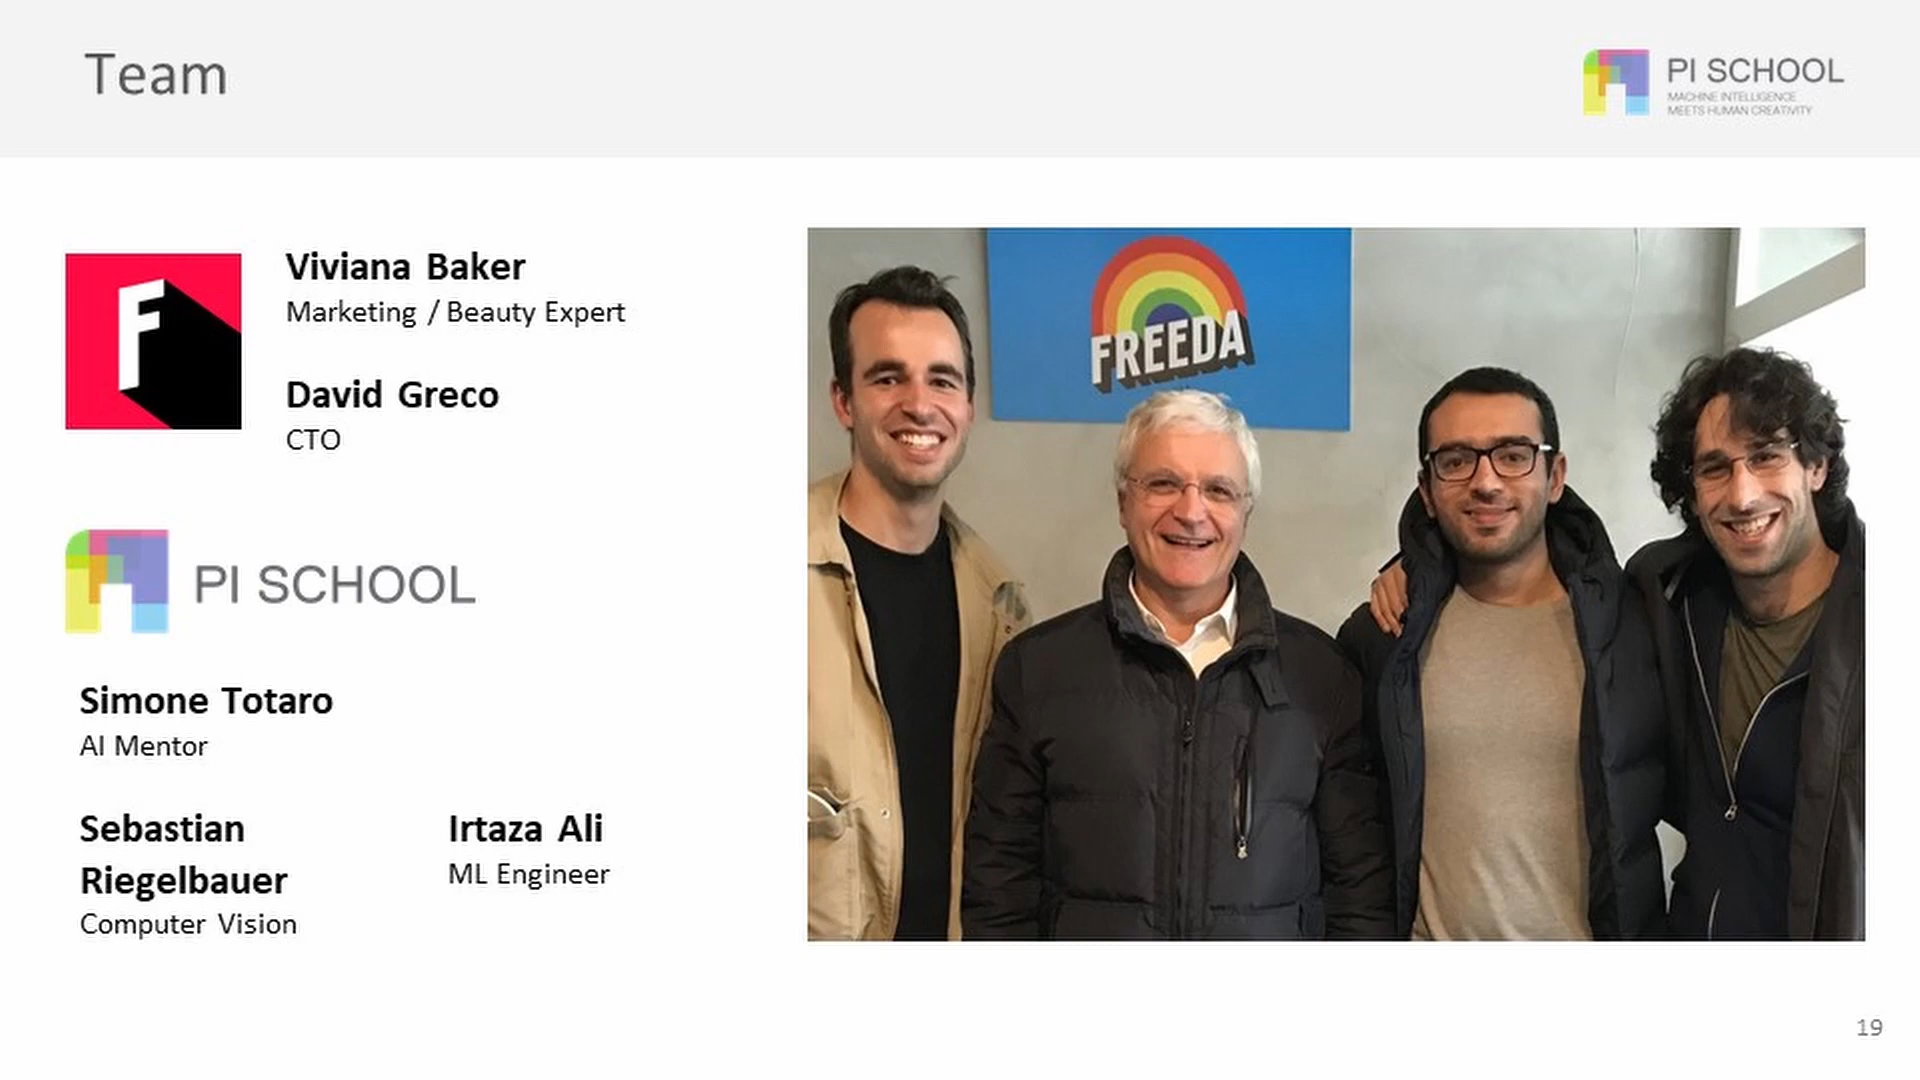 Team
PI SCHOOL
MACHINE INTELLIGENCE
MEETS HUMAN CREATIVITY
F
Viviana Baker
Marketing / Beauty Expert
David Greco
CTO
FREEDA
PI SCHOOL
Simone Totaro
AI Mentor
Sebastian
Riegelbauer
Computer Vision
Irtaza Ali
ML Engineer
19